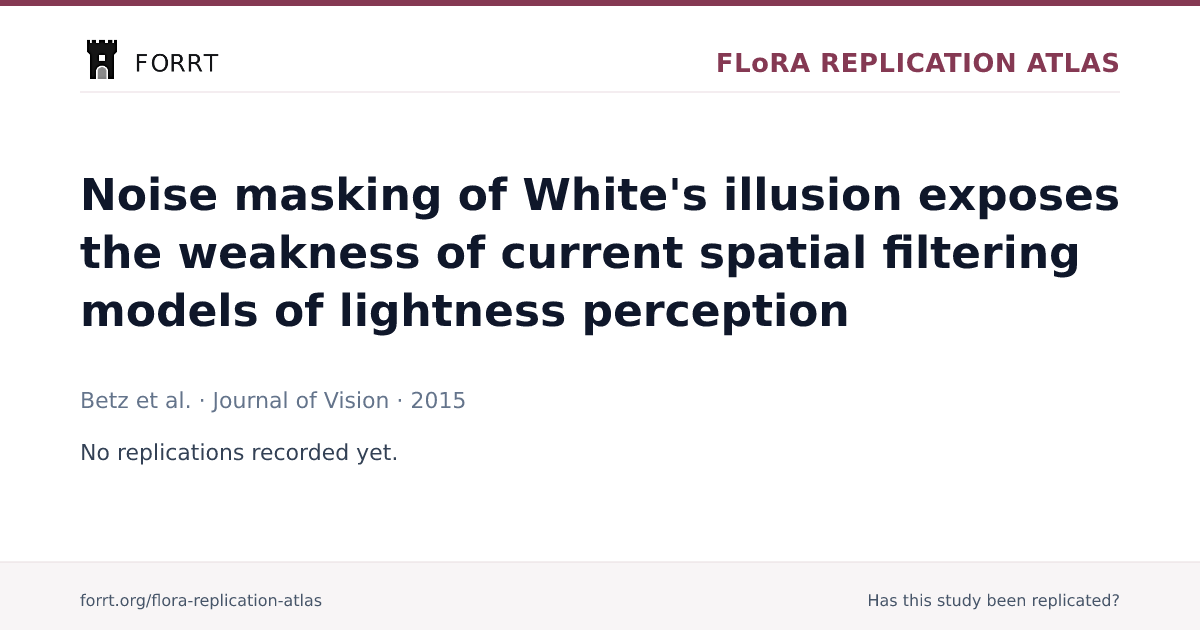 FORRT
FLoRA REPLICATION ATLAS
Noise masking of White's illusion exposes
the weakness of current spatial filtering
models of lightness perception
Betz et al. · Journal of Vision · 2015
No replications recorded yet.
forrt.org/flora-replication-atlas
Has this study been replicated?